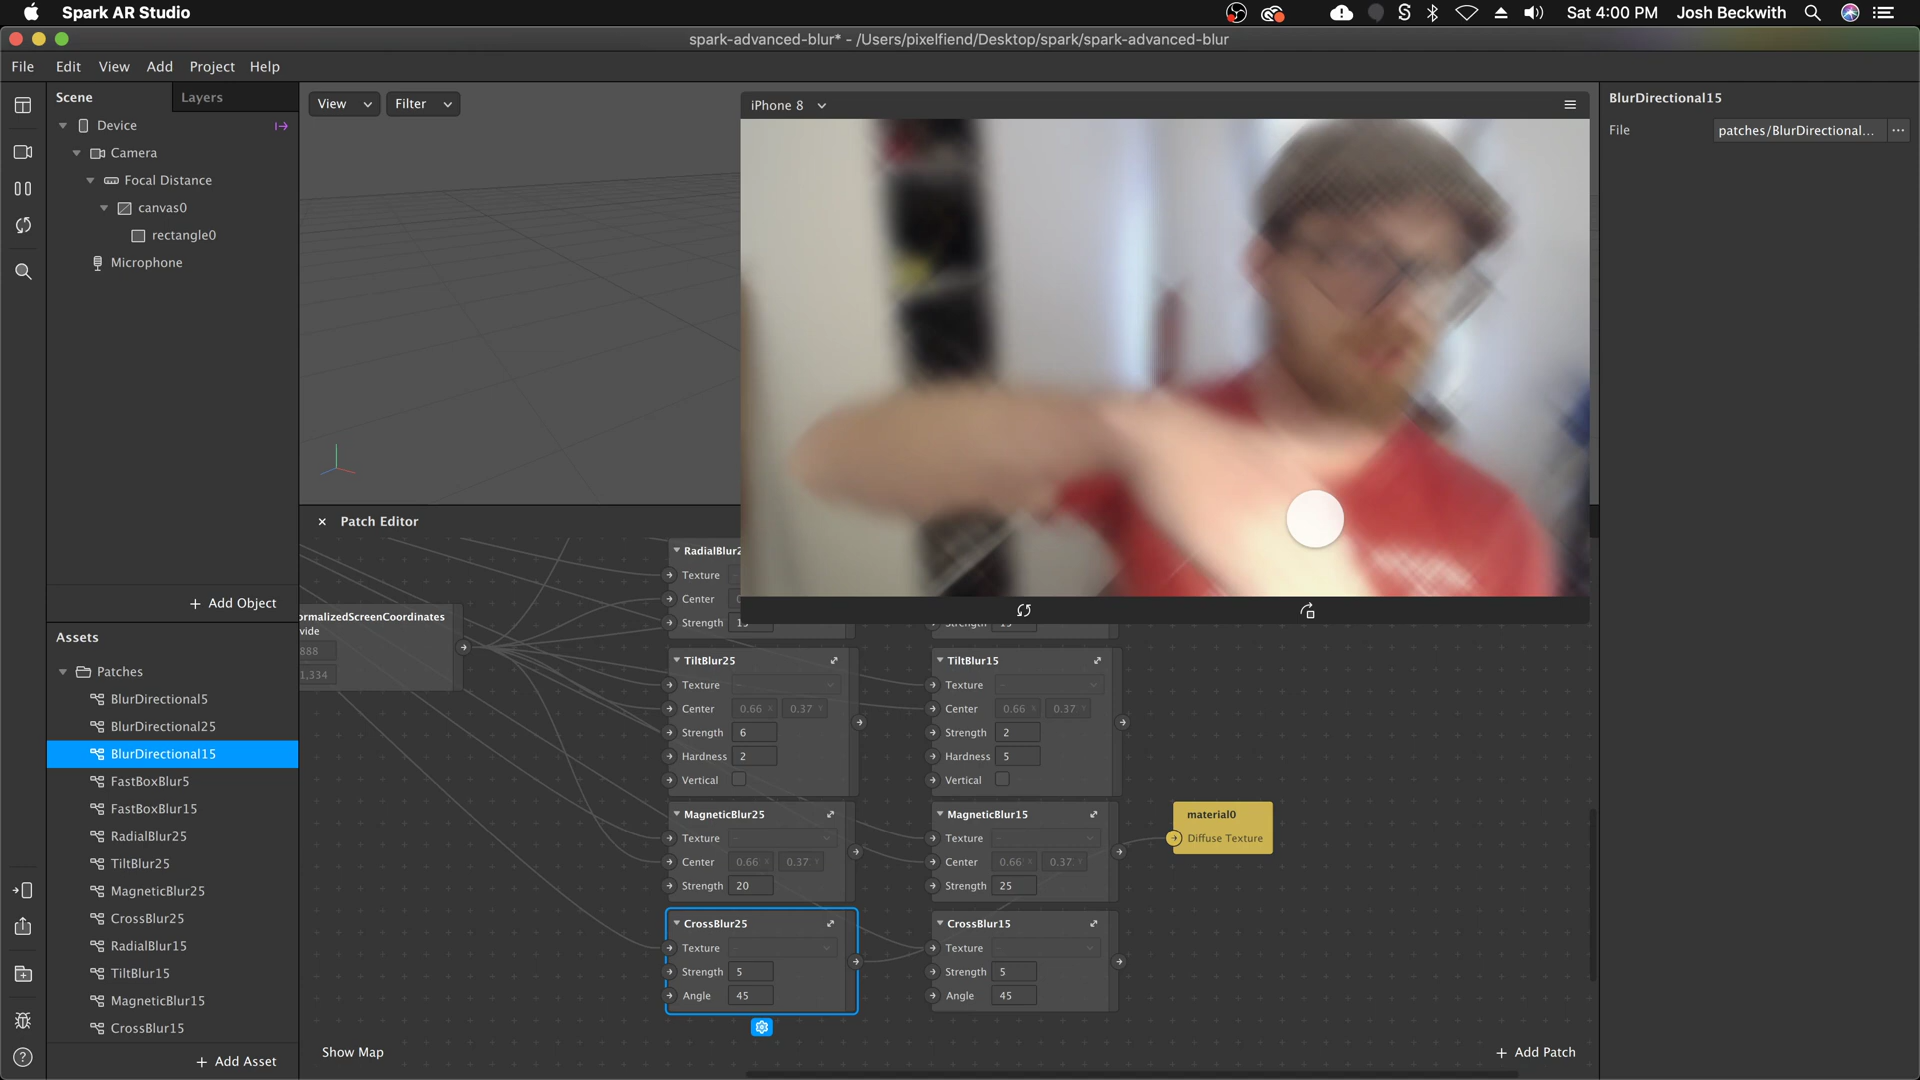 Spark AR Studio
Sat 4:00 PM
Josh Beckwith
spark-advanced-blur* - /Users/pixelfiend/Desktop/spark/spark-advanced-blur
File Edit View Add Project Help
Scene
Layers
Device
Camera
Focal Distance
canvas0
rectangle0
Microphone
+ Add Object
Assets
Patches
BlurDirectional5
BlurDirectional25
BlurDirectional15
FastBoxBlur5
FastBoxBlur15
RadialBlur25
TiltBlur25
MagneticBlur25
CrossBlur25
RadialBlur15
TiltBlur15
MagneticBlur15
CrossBlur15
+ Add Asset
View
Filter
iPhone 8
BlurDirectional15
File
patches/BlurDirectional...
Patch Editor
ormalizedScreenCoordinates
vide
888
1,334
RadialBlur2
Texture
Center
Strength
TiltBlur25
Texture
Center 0.66 X 0.37 Y
Strength 6
Hardness 2
Vertical
TiltBlur15
Texture
Center 0.66 X 0.37 Y
Strength 2
Hardness 5
Vertical
MagneticBlur25
Texture
Center 0.66 X 0.37 Y
Strength 20
MagneticBlur15
Texture
Center 0.66 X 0.37 Y
Strength 25
material0
Diffuse Texture
CrossBlur25
Texture
Strength 5
Angle 45
CrossBlur15
Texture
Strength 5
Angle 45
Show Map
+ Add Patch